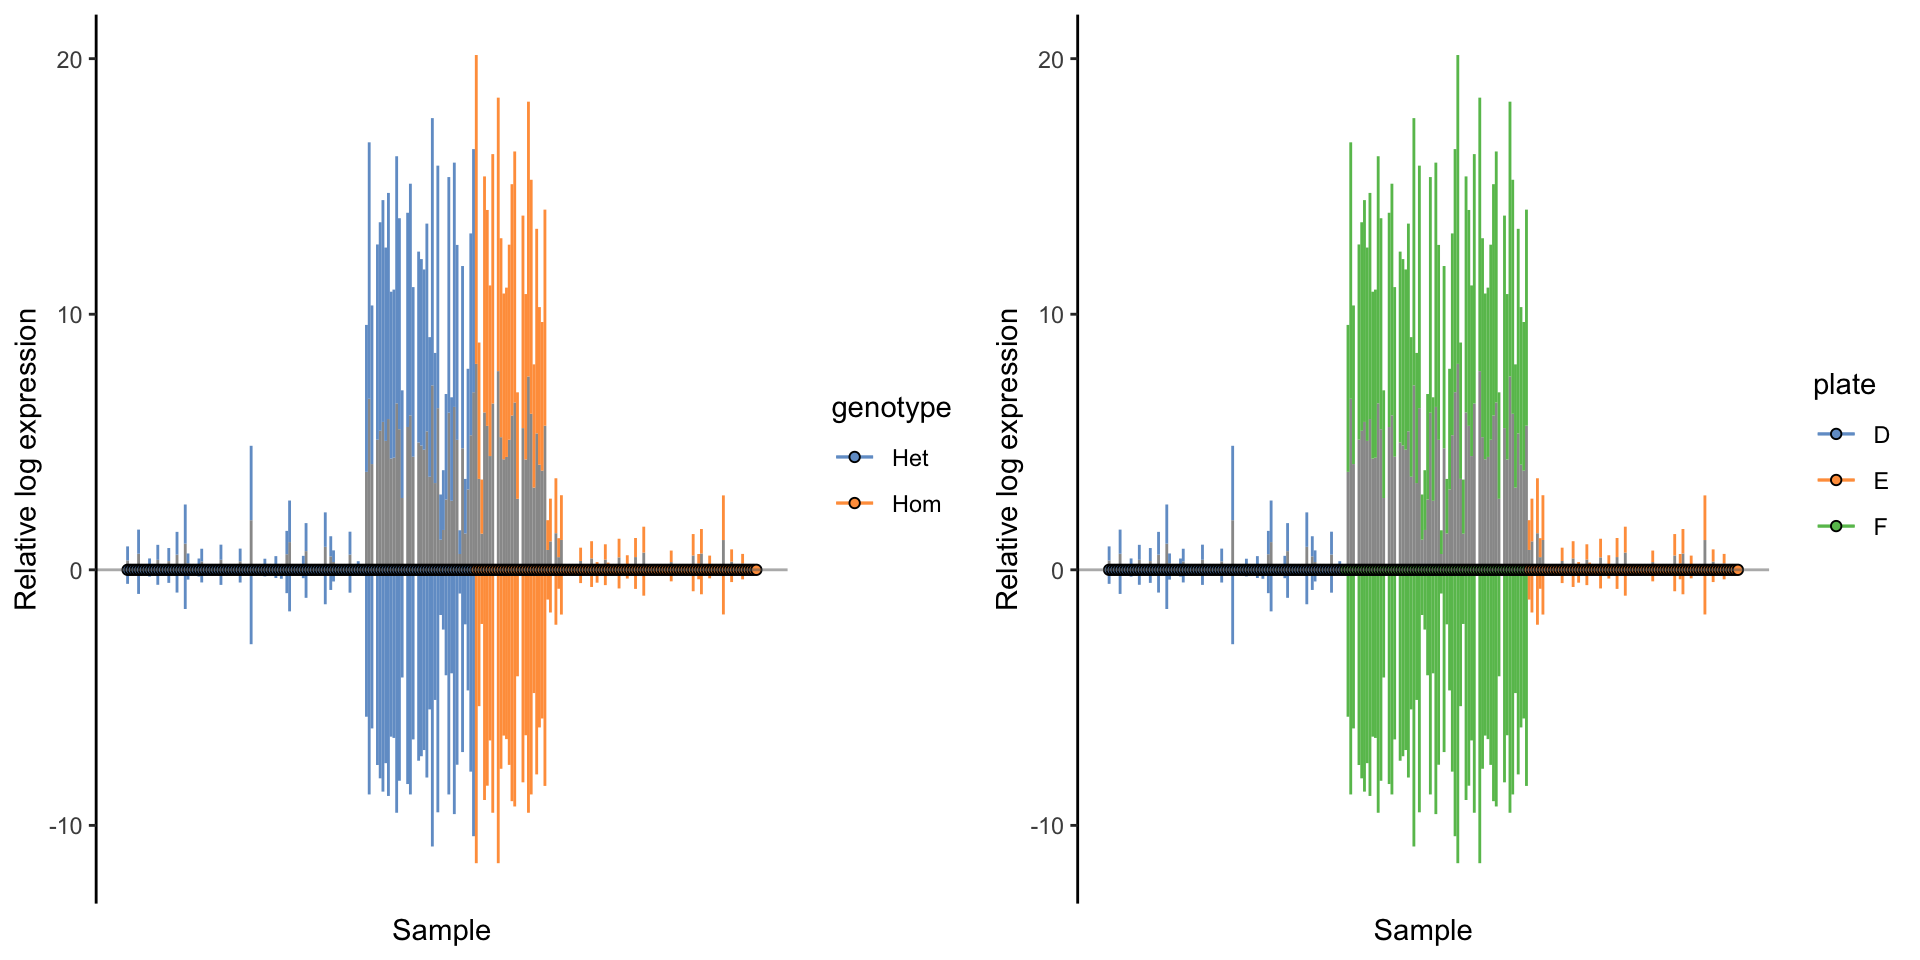 Relative log expression
20
10
0
-10
Sample
genotype
Het
Hom
Relative log expression
20
10
0
-10
Sample
plate
D
E
F